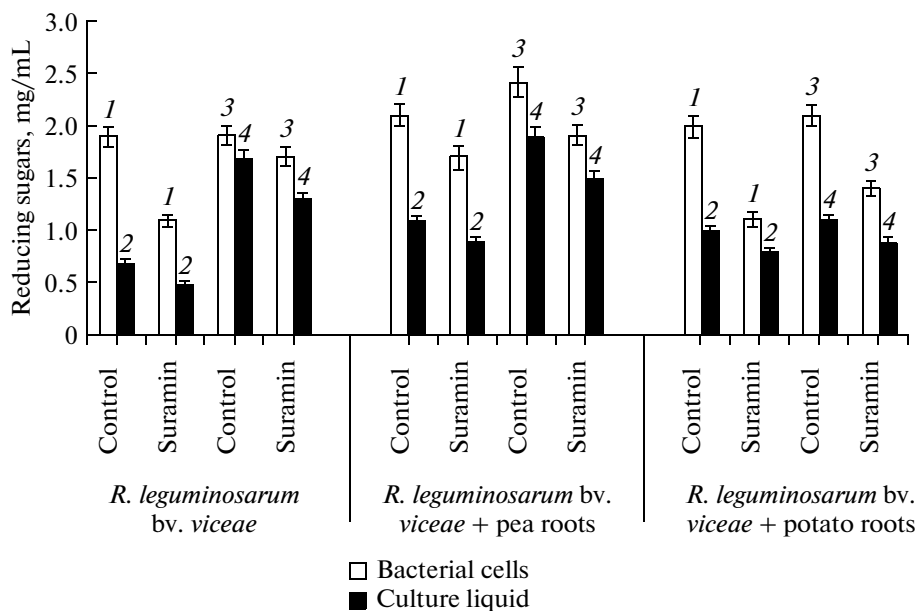 Reducing sugars, mg/mL
3.0
2.5
2.0
1.5
1.0
0.5
0
1 2 1 2 3 4 3 4
1 2 1 2 3 4 3 4
1 2 1 2 3 4 3 4
Control Suramin Control Suramin
Control Suramin Control Suramin
Control Suramin Control Suramin
R. leguminosarum
bv. viceae
R. leguminosarum bv.
viceae + pea roots
R. leguminosarum bv.
viceae + potato roots
Bacterial cells
Culture liquid